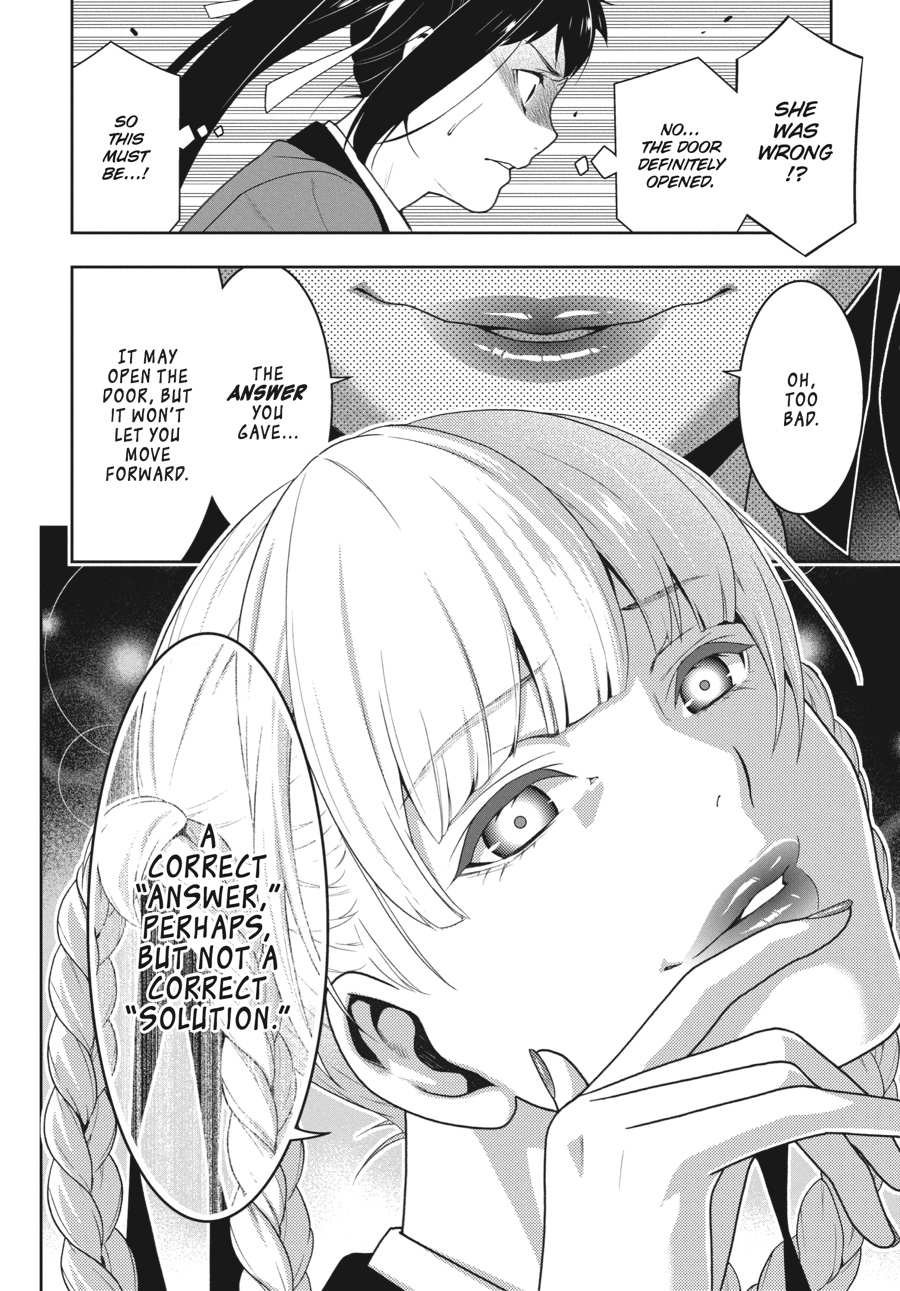 SHE
WAS
WRONG
!?
NO...
THE DOOR
DEFINITELY
OPENED.
SO
THIS
MUST
BE...!
OH,
TOO
BAD.
THE
ANSWER
YOU
GAVE...
IT MAY
OPEN THE
DOOR, BUT
IT WON'T
LET YOU
MOVE
FORWARD.
A
CORRECT
"ANSWER,"
PERHAPS,
BUT NOT A
CORRECT
"SOLUTION."